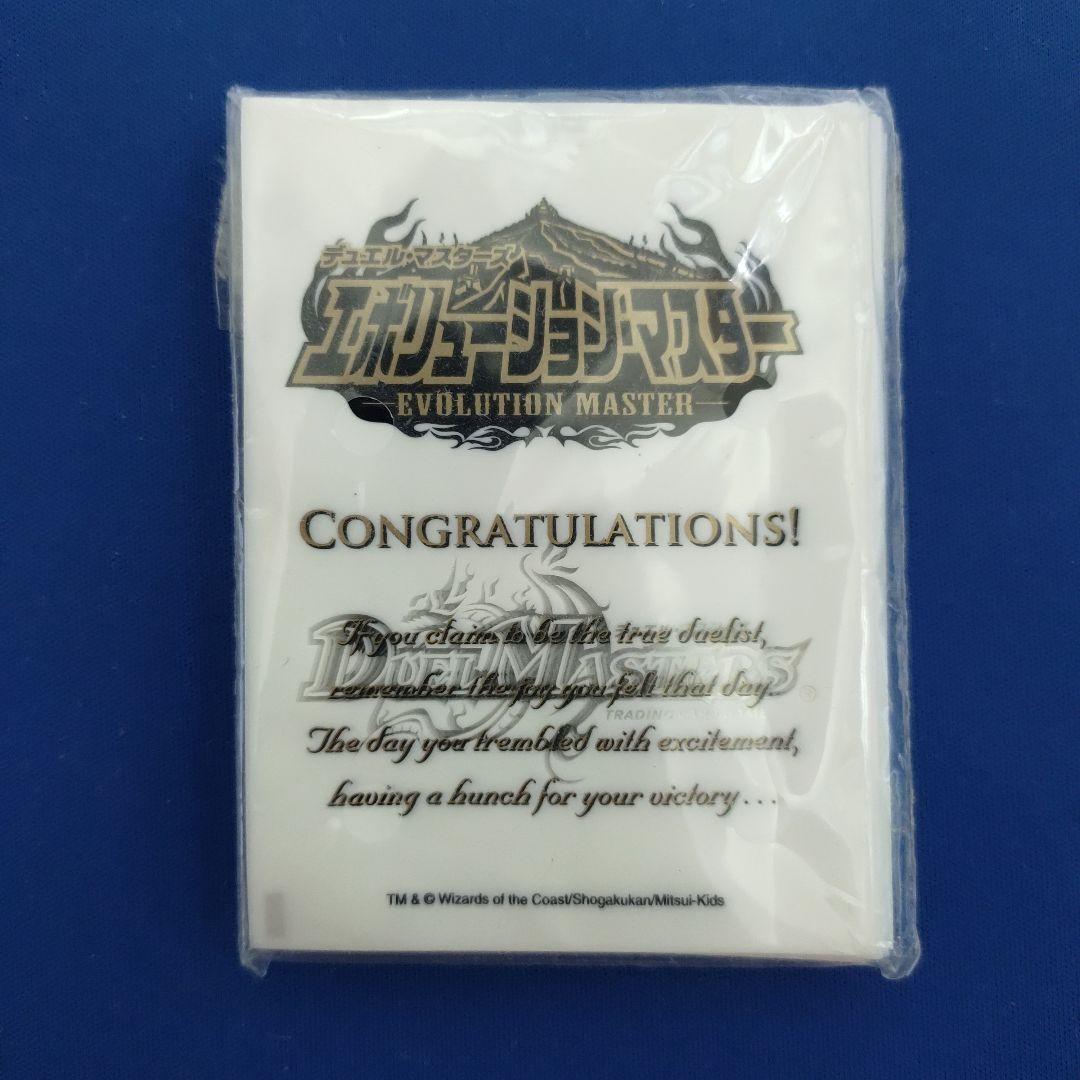 デュエル・マスターズ
エボリューション・マスター
EVOLUTION MASTER
CONGRATULATIONS!
DUEL MASTERS
If you claim to be the true duelist,
remember the joy you felt that day.
TRADING CARD GAME
The day you trembled with excitement,
having a hunch for your victory...
TM & © Wizards of the Coast/Shogakukan/Mitsui-Kids